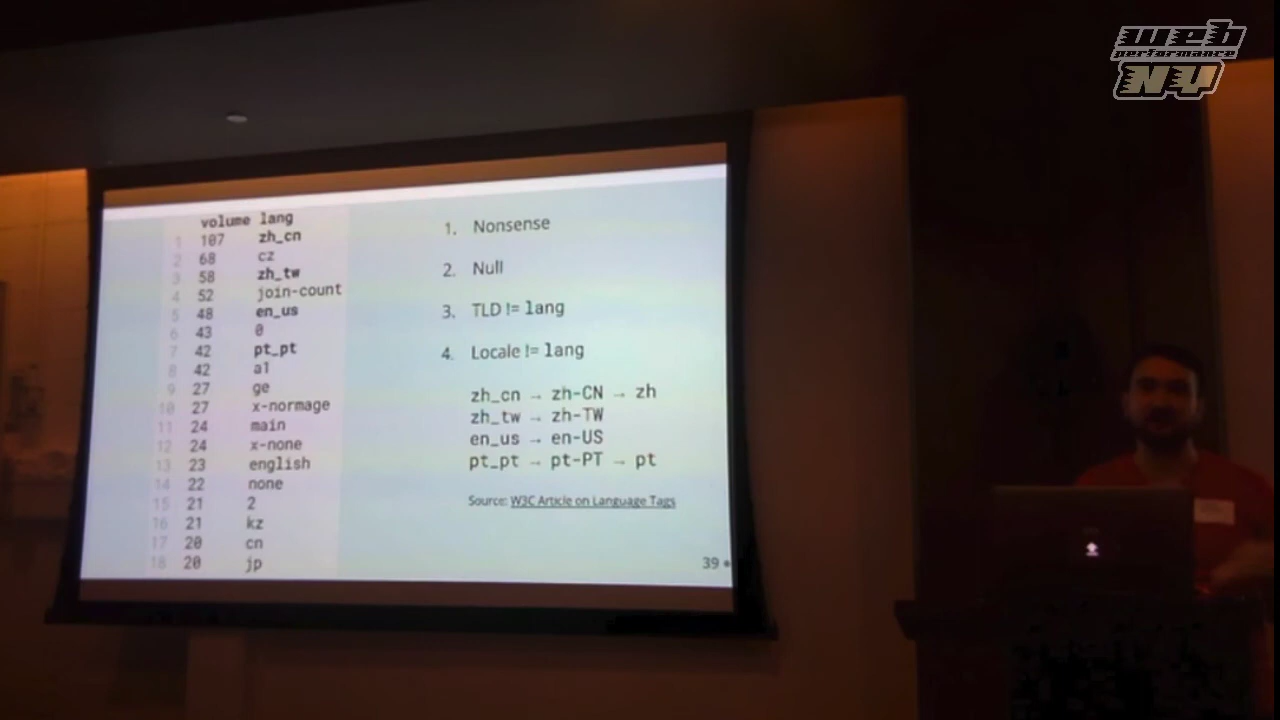 web
performance
NY
volume lang
1 107 zh_cn
2 68 cz
3 58 zh_tw
4 52 join-count
5 48 en_us
6 43 0
7 42 pt_pt
8 42 al
9 27 ge
10 27 x-normage
11 24 main
12 24 x-none
13 23 english
14 22 none
15 21 2
16 21 kz
17 20 cn
18 20 jp
1. Nonsense
2. Null
3. TLD != lang
4. Locale != lang
zh_cn → zh-CN → zh
zh_tw → zh-TW
en_us → en-US
pt_pt → pt-PT → pt
Source: W3C Article on Language Tags
39